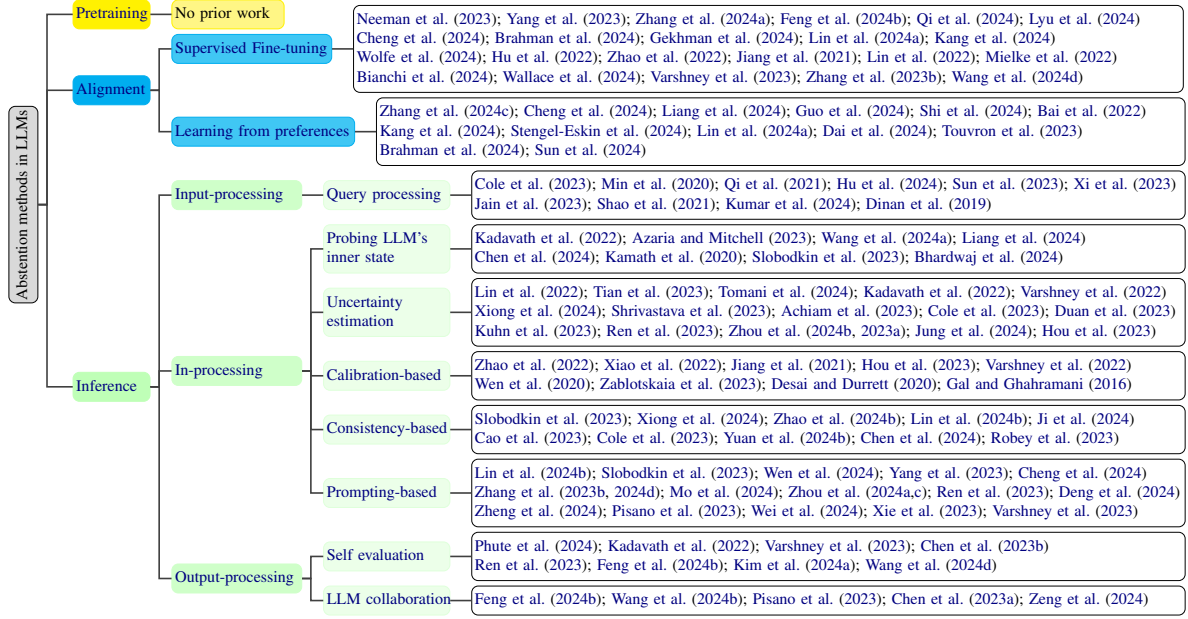 Abstention methods in LLMs
Pretraining
No prior work
Alignment
Supervised Fine-tuning
Neeman et al. (2023); Yang et al. (2023); Zhang et al. (2024a); Feng et al. (2024b); Qi et al. (2024); Lyu et al. (2024)
Cheng et al. (2024); Brahman et al. (2024); Gekhman et al. (2024); Lin et al. (2024a); Kang et al. (2024)
Wolfe et al. (2024); Hu et al. (2022); Zhao et al. (2022); Jiang et al. (2021); Lin et al. (2022); Mielke et al. (2022)
Bianchi et al. (2024); Wallace et al. (2024); Varshney et al. (2023); Zhang et al. (2023b); Wang et al. (2024d)
Learning from preferences
Zhang et al. (2024c); Cheng et al. (2024); Liang et al. (2024); Guo et al. (2024); Shi et al. (2024); Bai et al. (2022)
Kang et al. (2024); Stengel-Eskin et al. (2024); Lin et al. (2024a); Dai et al. (2024); Touvron et al. (2023)
Brahman et al. (2024); Sun et al. (2024)
Inference
Input-processing
Query processing
Cole et al. (2023); Min et al. (2020); Qi et al. (2021); Hu et al. (2024); Sun et al. (2023); Xi et al. (2023)
Jain et al. (2023); Shao et al. (2021); Kumar et al. (2024); Dinan et al. (2019)
In-processing
Probing LLM's
inner state
Kadavath et al. (2022); Azaria and Mitchell (2023); Wang et al. (2024a); Liang et al. (2024)
Chen et al. (2024); Kamath et al. (2020); Slobodkin et al. (2023); Bhardwaj et al. (2024)
Uncertainty
estimation
Lin et al. (2022); Tian et al. (2023); Tomani et al. (2024); Kadavath et al. (2022); Varshney et al. (2022)
Xiong et al. (2024); Shrivastava et al. (2023); Achiam et al. (2023); Cole et al. (2023); Duan et al. (2023)
Kuhn et al. (2023); Ren et al. (2023); Zhou et al. (2024b, 2023a); Jung et al. (2024); Hou et al. (2023)
Calibration-based
Zhao et al. (2022); Xiao et al. (2022); Jiang et al. (2021); Hou et al. (2023); Varshney et al. (2022)
Wen et al. (2020); Zablotskaia et al. (2023); Desai and Durrett (2020); Gal and Ghahramani (2016)
Consistency-based
Slobodkin et al. (2023); Xiong et al. (2024); Zhao et al. (2024b); Lin et al. (2024b); Ji et al. (2024)
Cao et al. (2023); Cole et al. (2023); Yuan et al. (2024b); Chen et al. (2024); Robey et al. (2023)
Prompting-based
Lin et al. (2024b); Slobodkin et al. (2023); Wen et al. (2024); Yang et al. (2023); Cheng et al. (2024)
Zhang et al. (2023b, 2024d); Mo et al. (2024); Zhou et al. (2024a,c); Ren et al. (2023); Deng et al. (2024)
Zheng et al. (2024); Pisano et al. (2023); Wei et al. (2024); Xie et al. (2023); Varshney et al. (2023)
Output-processing
Self evaluation
Phute et al. (2024); Kadavath et al. (2022); Varshney et al. (2023); Chen et al. (2023b)
Ren et al. (2023); Feng et al. (2024b); Kim et al. (2024a); Wang et al. (2024d)
LLM collaboration
Feng et al. (2024b); Wang et al. (2024b); Pisano et al. (2023); Chen et al. (2023a); Zeng et al. (2024)